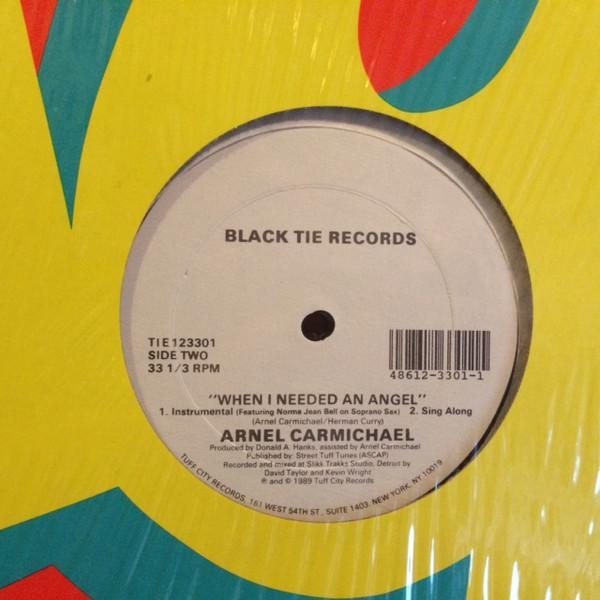 BLACK TIE RECORDS
TIE123301
SIDE TWO
33 1/3 RPM
48612-3301-1
"WHEN I NEEDED AN ANGEL"
1. Instrumental (Featuring Norma Jean Bell on Soprano Sax) 2. Sing Along
(Arnel Carmichael/Herman Curry)
ARNEL CARMICHAEL
Produced by Donald A. Hanks, assisted by Arnel Carmichael
Published by: Street Tuff Tunes (ASCAP)
Recorded and mixed at Slikk Trakks Studio, Detroit by
David Taylor and Kevin Wright
℗ and © 1989 Tuff City Records
TUFF CITY RECORDS, 161 WEST 54TH ST., SUITE 1403, NEW YORK, NY 10019